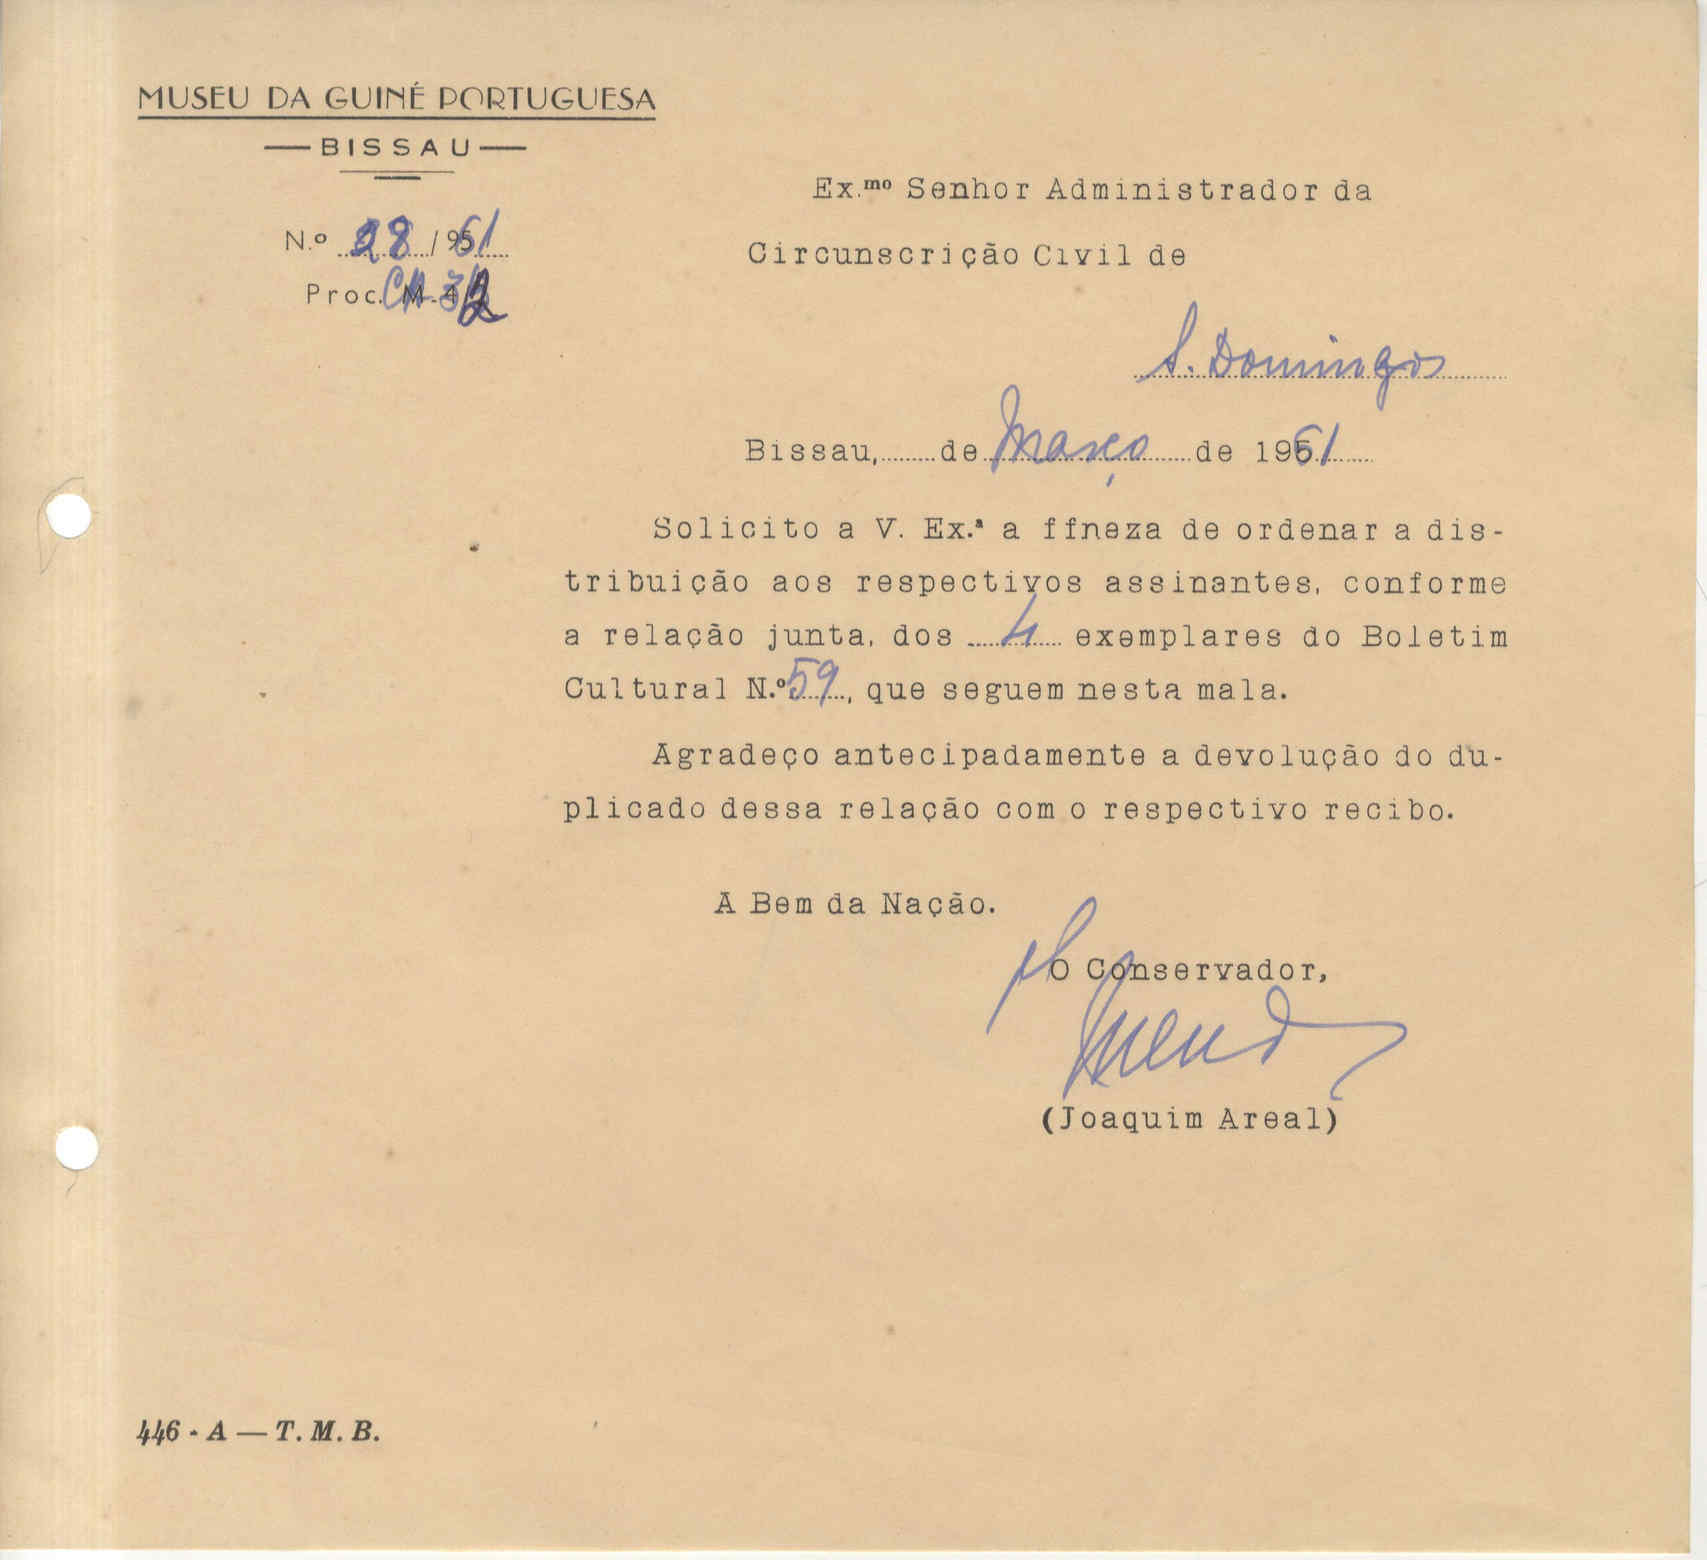 MUSEU DA GUINÉ PORTUGUESA
— BISSAU —
N.º 28/961
Proc.
Ex.mo Senhor Administrador da
Circunscrição Civil de
S. Domingos
Bissau, de Março de 1961
Solicito a V. Ex.ª a ffneza de ordenar a dis-
tribuição aos respectivos assinantes, conforme
a relação junta, dos 4 exemplares do Boletim
Cultural N.º 59, que seguem nesta mala.
Agradeço antecipadamente a devolução do du-
plicado dessa relação com o respectivo recibo.
A Bem da Nação.
O Conservador,
(Joaquim Areal)
446 - A — T. M. B.